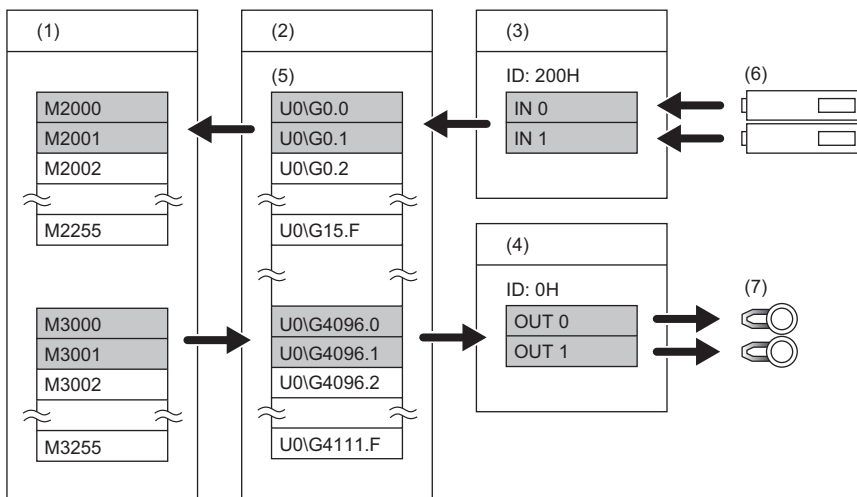 (1)
M2000
M2001
M2002
M2255
M3000
M3001
M3002
M3255
(2)
(5)
U0\G0.0
U0\G0.1
U0\G0.2
U0\G15.F
U0\G4096.0
U0\G4096.1
U0\G4096.2
U0\G4111.F
(3)
ID: 200H
IN 0
IN 1
(6)
(4)
ID: 0H
OUT 0
OUT 1
(7)